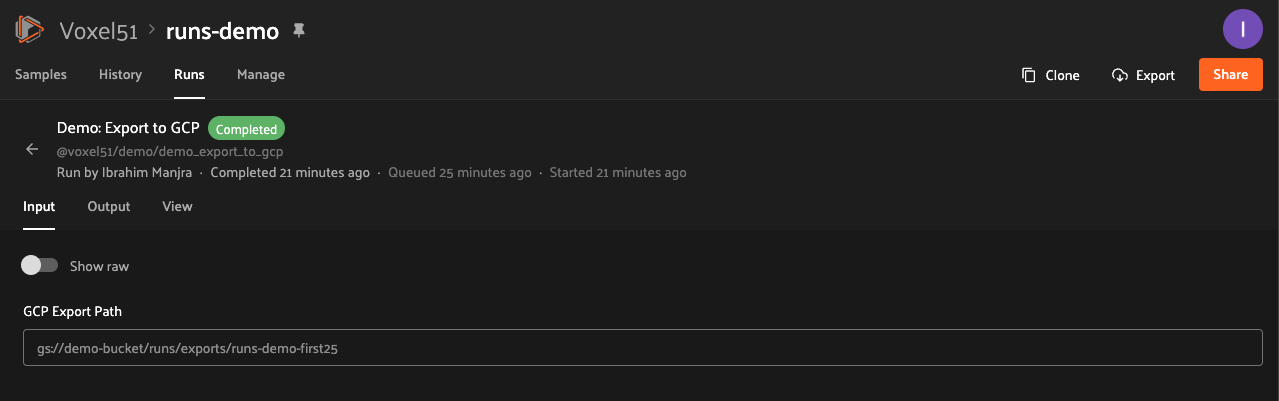 Voxel51 > runs-demo
I
Samples History Runs Manage
Clone Export Share
Demo: Export to GCP Completed
@voxel51/demo/demo_export_to_gcp
Run by Ibrahim Manjra · Completed 21 minutes ago · Queued 25 minutes ago · Started 21 minutes ago
Input Output View
Show raw
GCP Export Path
gs://demo-bucket/runs/exports/runs-demo-first25